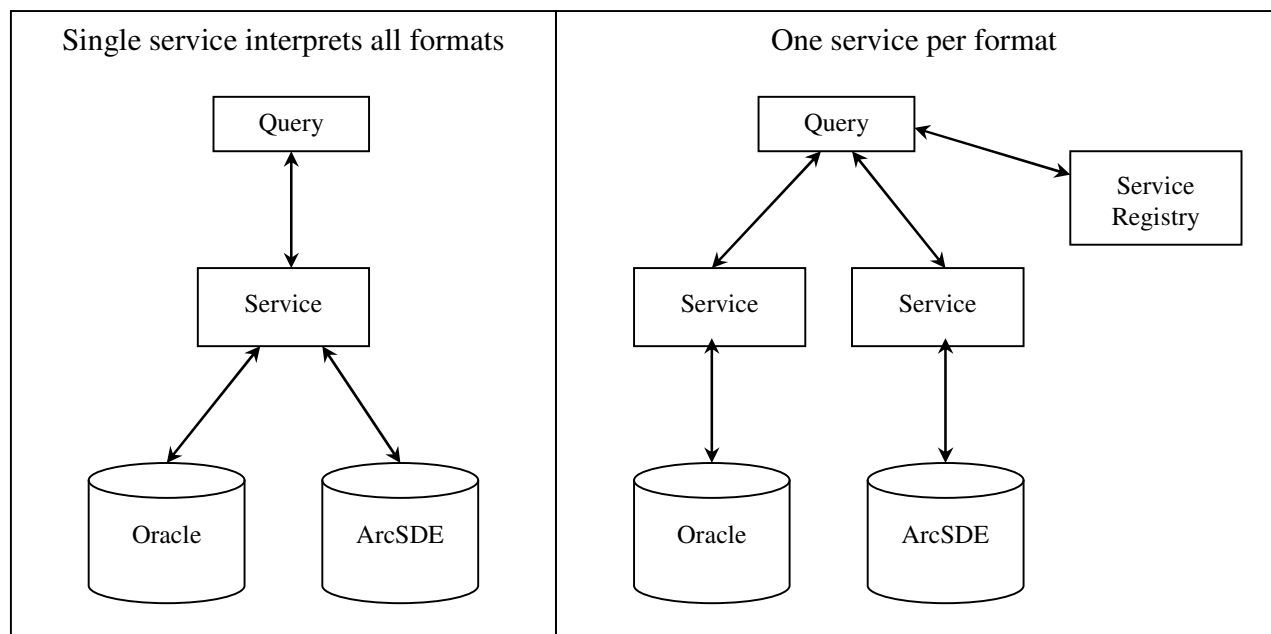 Single service interprets all formats
Query
Service
Oracle
ArcSDE
One service per format
Query
Service
Registry
Service
Service
Oracle
ArcSDE